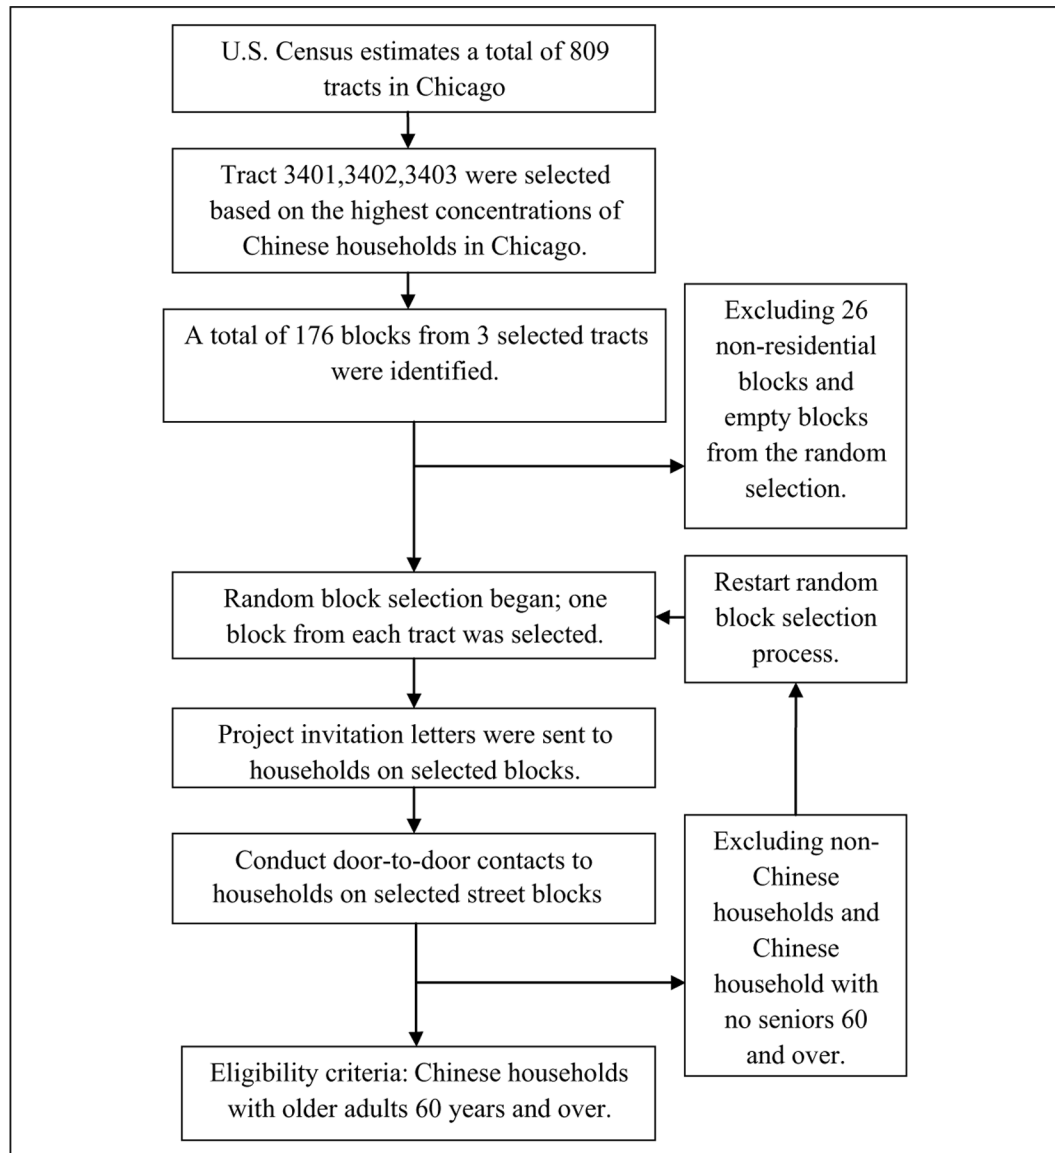 U.S. Census estimates a total of 809
tracts in Chicago
Tract 3401,3402,3403 were selected
based on the highest concentrations of
Chinese households in Chicago.
A total of 176 blocks from 3 selected tracts
were identified.
Excluding 26
non-residential
blocks and
empty blocks
from the random
selection.
Random block selection began; one
block from each tract was selected.
Restart random
block selection
process.
Project invitation letters were sent to
households on selected blocks.
Conduct door-to-door contacts to
households on selected street blocks
Excluding non-
Chinese
households and
Chinese
household with
no seniors 60
and over.
Eligibility criteria: Chinese households
with older adults 60 years and over.